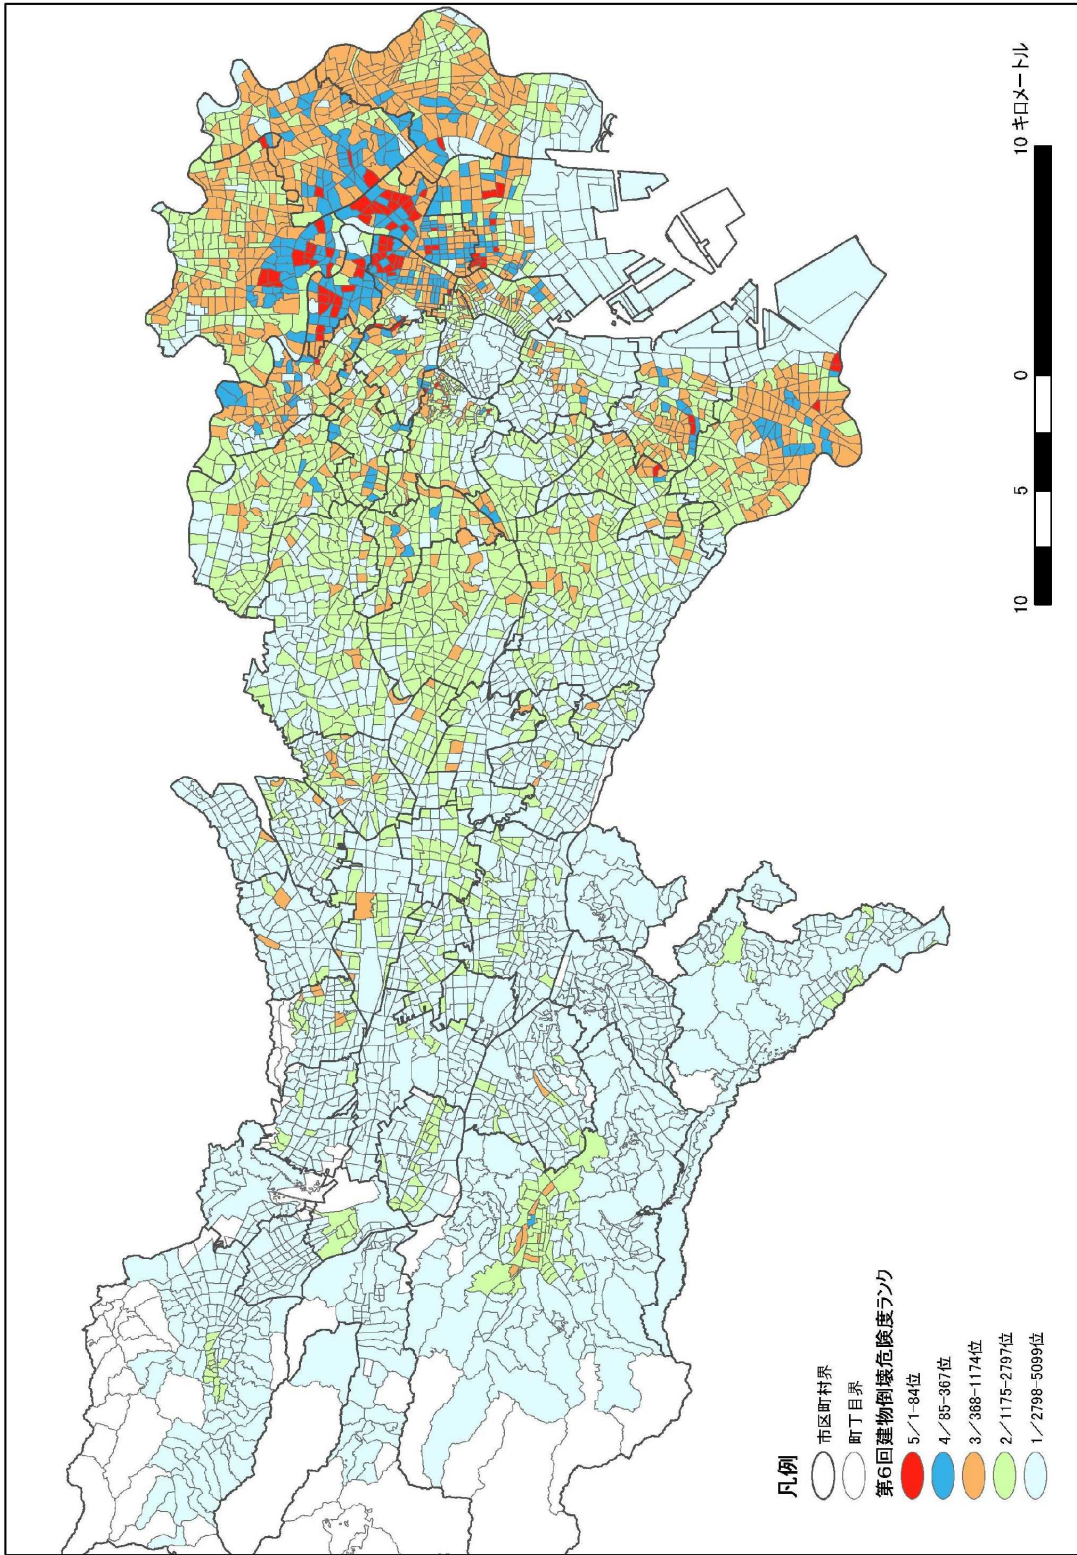 凡例
市区町村界
町丁目界
第6回建物倒壊危険度ランク
5／1-84位
4／85-367位
3／368-1174位
2／1175-2797位
1／2798-5099位
10 5 0 10 キロメートル